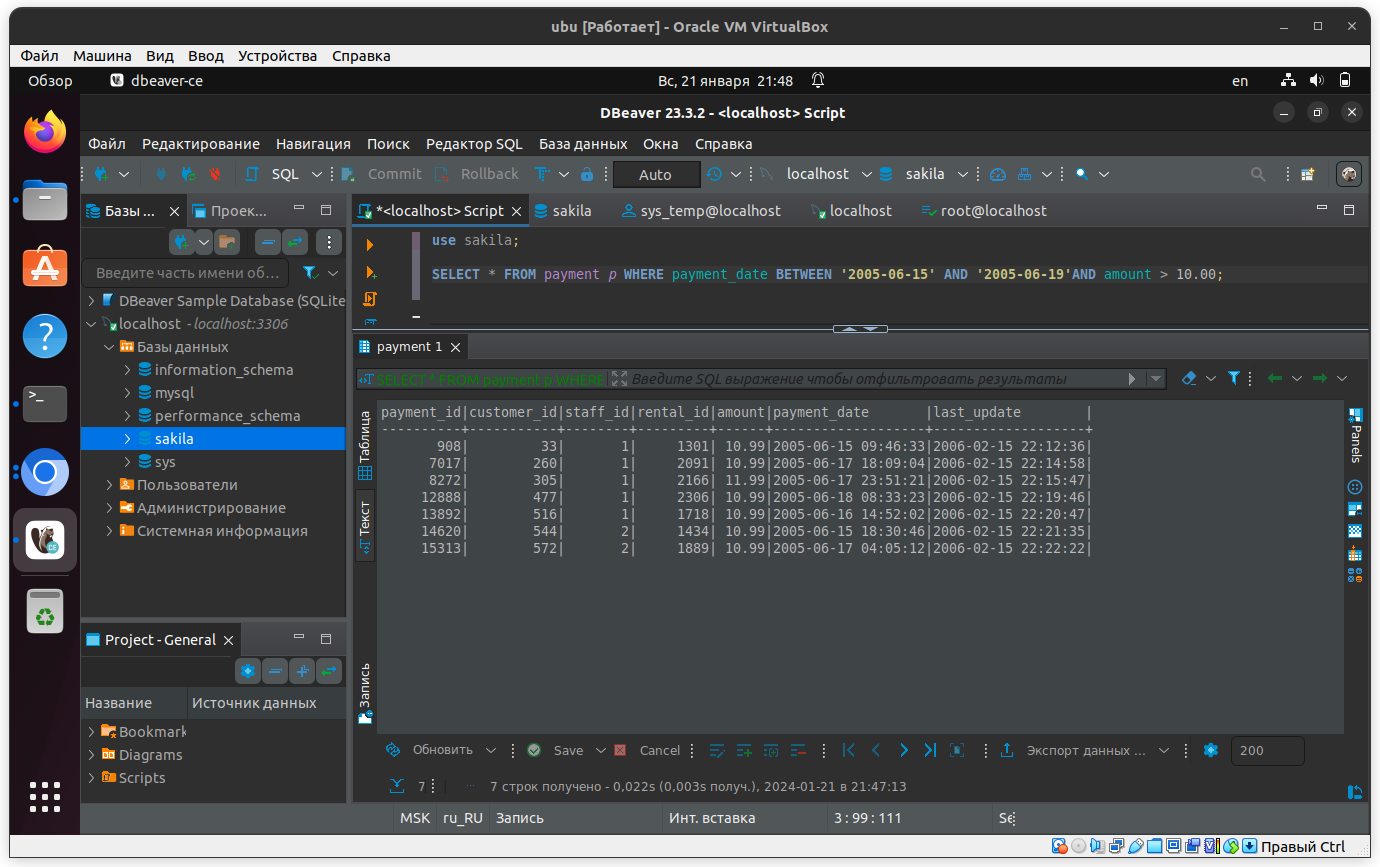 ubu [Работает] - Oracle VM VirtualBox
Файл Машина Вид Ввод Устройства Справка
Обзор dbeaver-ce Вс, 21 января 21:48 en
DBeaver 23.3.2 - <localhost> Script
Файл Редактирование Навигация Поиск Редактор SQL База данных Окна Справка
SQL Commit Rollback Auto localhost sakila
Базы ... Проек...
*<localhost> Script sakila sys_temp@localhost localhost root@localhost
Введите часть имени об...
DBeaver Sample Database (SQLite
localhost - localhost:3306
Базы данных
information_schema
mysql
performance_schema
sakila
sys
Пользователи
Администрирование
Системная информация
use sakila;
SELECT * FROM payment p WHERE payment_date BETWEEN '2005-06-15' AND '2005-06-19'AND amount > 10.00;
payment 1
SELECT * FROM payment p WHERE Введите SQL выражение чтобы отфильтровать результаты
Таблица
Текст
Запись
payment_id|customer_id|staff_id|rental_id|amount|payment_date       |last_update        |
----------+-----------+--------+---------+------+-------------------+-------------------+
       908|         33|       1|     1301| 10.99|2005-06-15 09:46:33|2006-02-15 22:12:36|
      7017|        260|       1|     2091| 10.99|2005-06-17 18:09:04|2006-02-15 22:14:58|
      8272|        305|       1|     2166| 11.99|2005-06-17 23:51:21|2006-02-15 22:15:47|
     12888|        477|       1|     2306| 10.99|2005-06-18 08:33:23|2006-02-15 22:19:46|
     13892|        516|       1|     1718| 10.99|2005-06-16 14:52:02|2006-02-15 22:20:47|
     14620|        544|       2|     1434| 10.99|2005-06-15 18:30:46|2006-02-15 22:21:35|
     15313|        572|       2|     1889| 10.99|2005-06-17 04:05:12|2006-02-15 22:22:22|
Panels
Project - General
Название Источник данных
Bookmark
Diagrams
Scripts
Обновить Save Cancel Экспорт данных ... 200
7 7 строк получено - 0,022s (0,003s получ.), 2024-01-21 в 21:47:13
MSK ru_RU Запись Инт. вставка 3 : 99 : 111 Se
Правый Ctrl